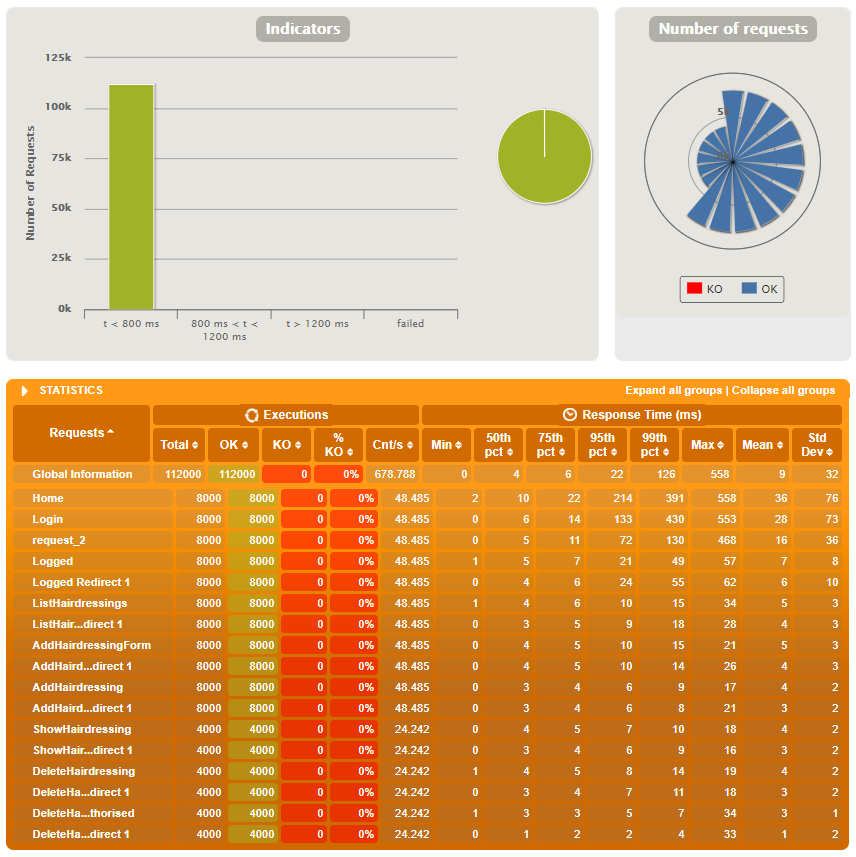 Indicators
125k
100k
75k
50k
25k
0k
Number of Requests
t < 800 ms
800 ms < t <
1200 ms
t > 1200 ms
failed
Number of requests
KO
OK
STATISTICS
Expand all groups | Collapse all groups
Requests
Executions
Response Time (ms)
Total
OK
KO
%
KO
Cnt/s
Min
50th
pct
75th
pct
95th
pct
99th
pct
Max
Mean
Std
Dev
Global Information 112000 112000 0 0% 678.788 0 4 6 22 126 558 9 32
Home 8000 8000 0 0% 48.485 2 10 22 214 391 558 36 76
Login 8000 8000 0 0% 48.485 0 6 14 133 430 553 28 73
request_2 8000 8000 0 0% 48.485 0 5 11 72 130 468 16 36
Logged 8000 8000 0 0% 48.485 1 5 7 21 49 57 7 8
Logged Redirect 1 8000 8000 0 0% 48.485 0 4 6 24 55 62 6 10
ListHairdressings 8000 8000 0 0% 48.485 1 4 6 10 15 34 5 3
ListHair...direct 1 8000 8000 0 0% 48.485 0 3 5 9 18 28 4 3
AddHairdressingForm 8000 8000 0 0% 48.485 0 4 5 10 15 21 5 3
AddHaird...direct 1 8000 8000 0 0% 48.485 0 4 5 10 14 26 4 3
AddHairdressing 8000 8000 0 0% 48.485 0 3 4 6 9 17 4 2
AddHaird...direct 1 8000 8000 0 0% 48.485 0 3 4 6 8 21 3 2
ShowHairdressing 4000 4000 0 0% 24.242 0 4 5 7 10 18 4 2
ShowHair...direct 1 4000 4000 0 0% 24.242 0 3 4 6 9 16 3 2
DeleteHairdressing 4000 4000 0 0% 24.242 1 4 5 8 14 19 4 2
DeleteHa...direct 1 4000 4000 0 0% 24.242 0 3 4 7 11 18 3 2
DeleteHa...thorised 4000 4000 0 0% 24.242 1 3 3 5 7 34 3 1
DeleteHa...direct 1 4000 4000 0 0% 24.242 0 1 2 2 4 33 1 2